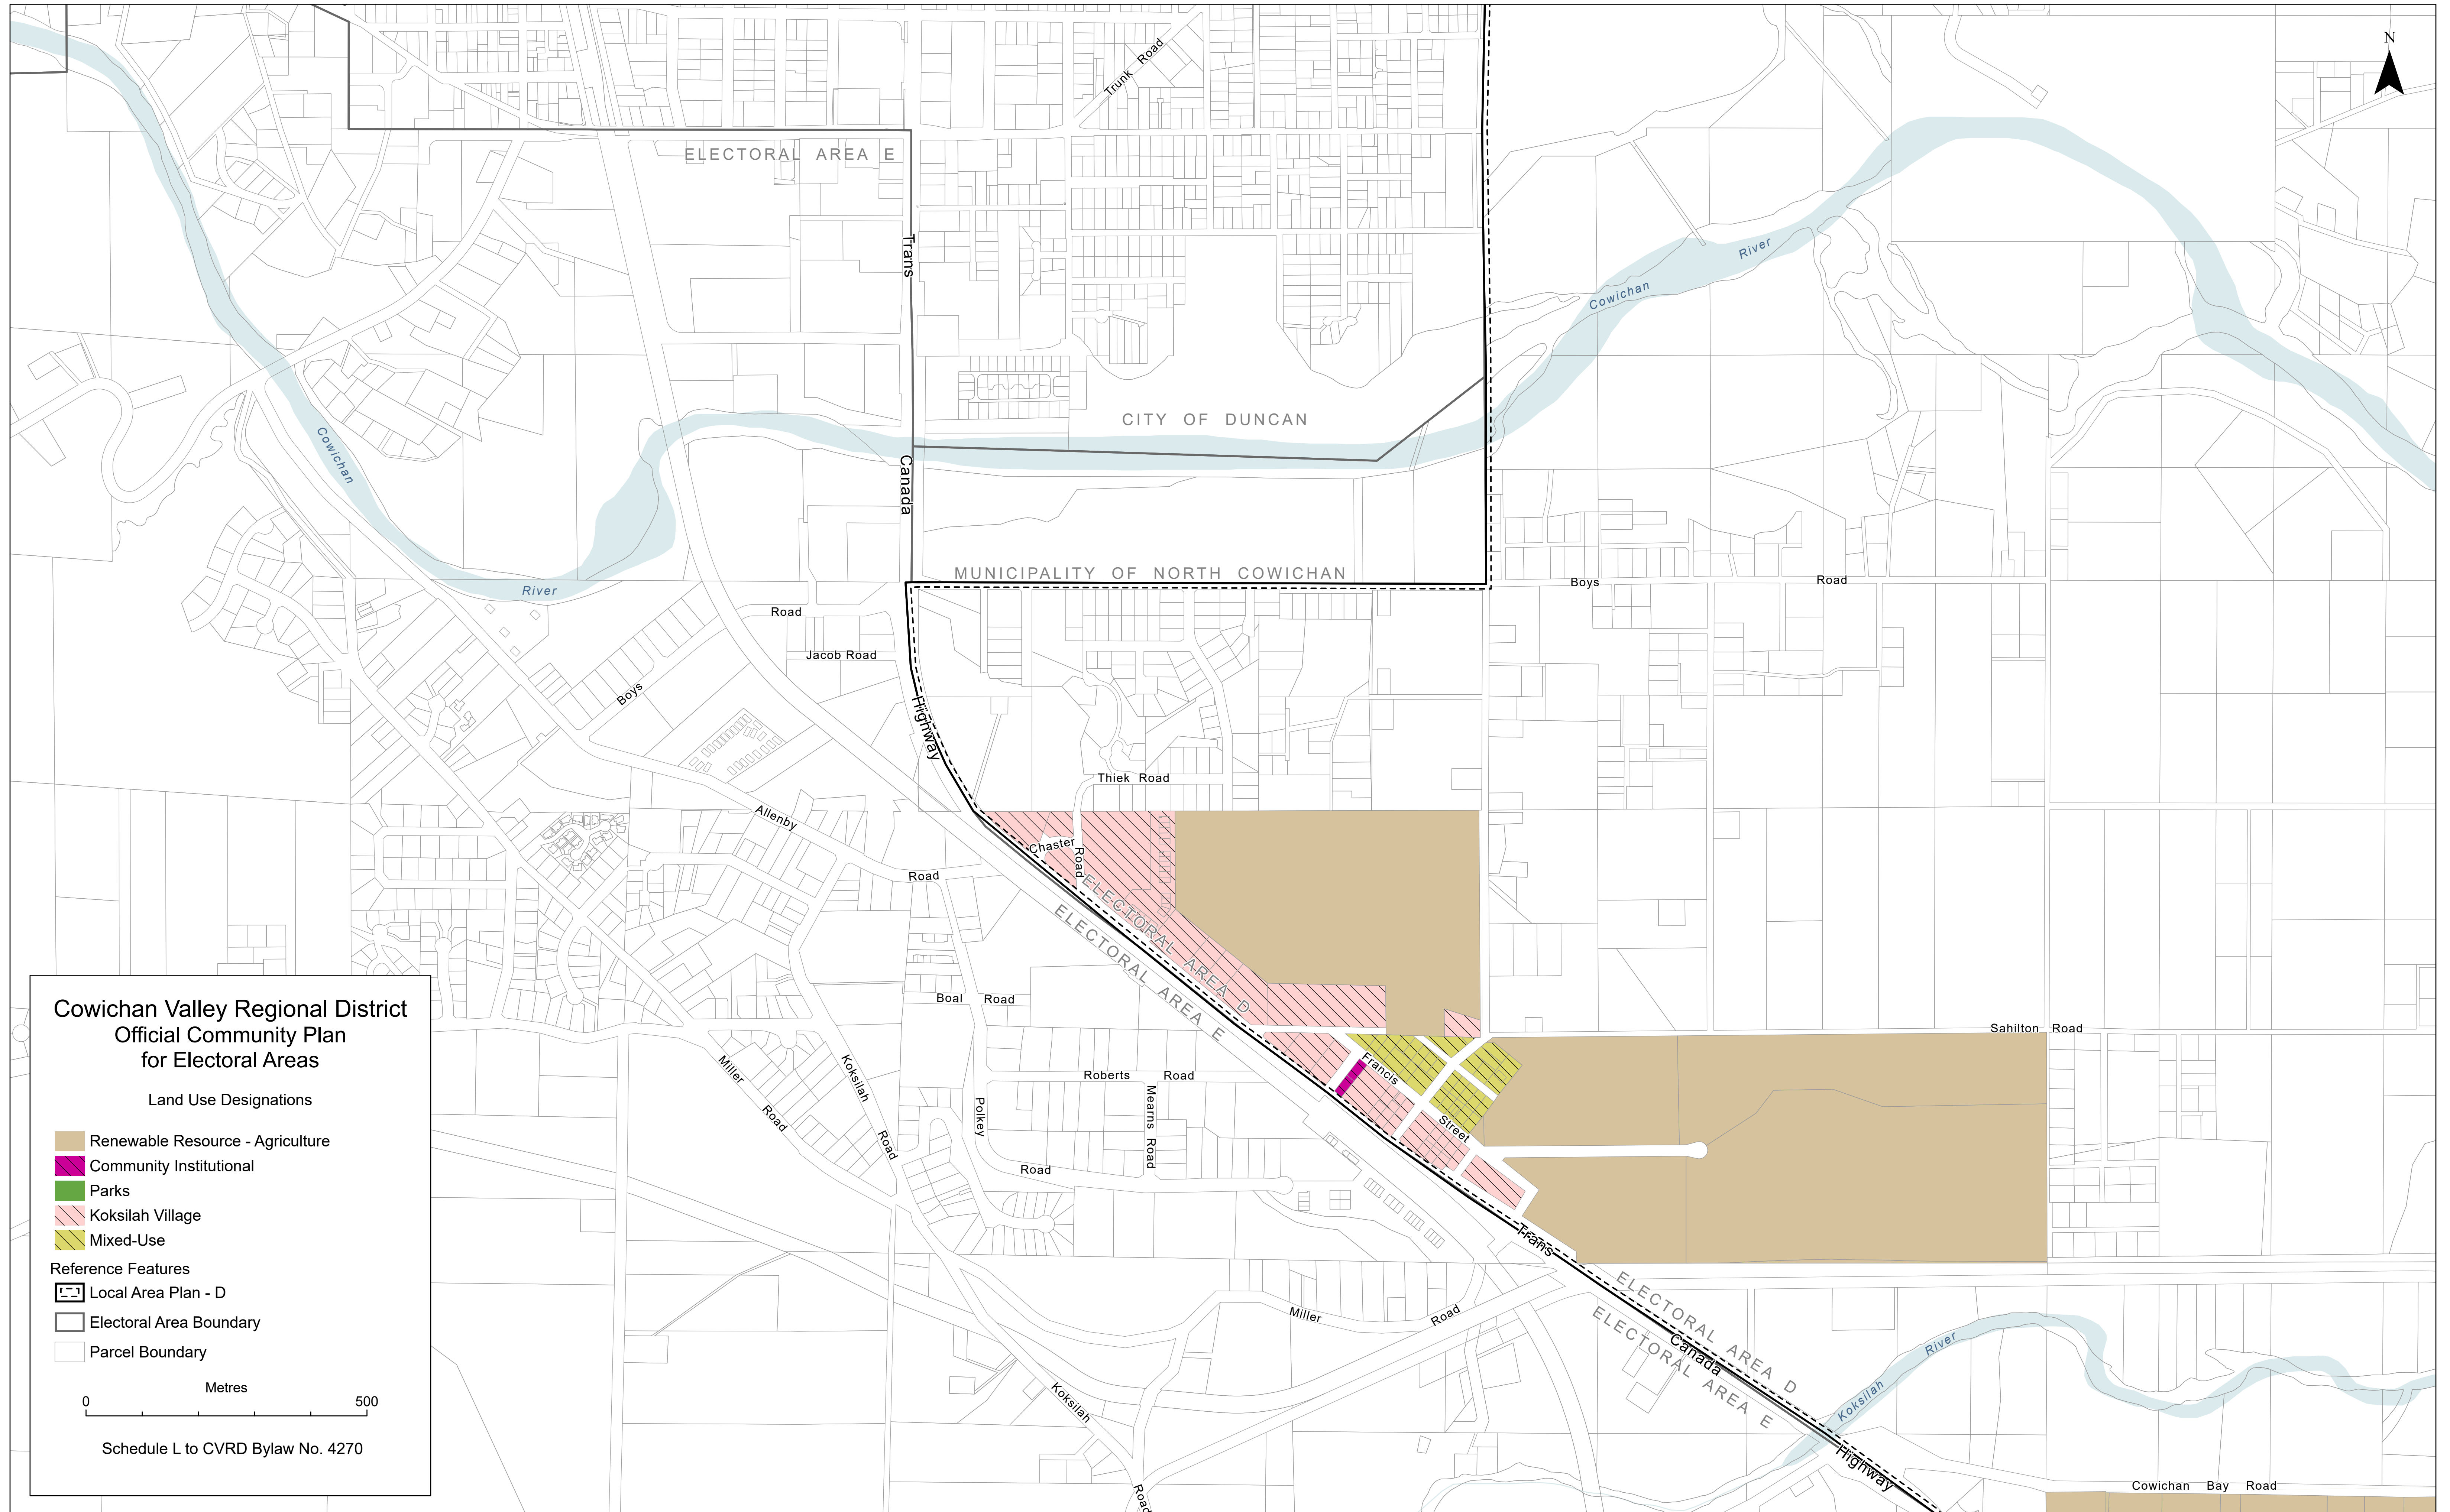 N
Trunk Road
ELECTORAL AREA E
Trans
River
Cowichan
CITY OF DUNCAN
Cowichan
Canada
MUNICIPALITY OF NORTH COWICHAN
Boys Road
River
Road
Jacob Road
Boys
Highway
Thiek Road
Allenby
Chaster
Road
Road
ELECTORAL AREA D
ELECTORAL AREA E
Boal Road
Sahilton Road
Francis
Street
Miller
Road
Koksilah
Road
Roberts Road
Polkey
Mearns Road
Road
Trans
ELECTORAL AREA D
ELECTORAL AREA E
Canada
Miller
Road
River
Koksilah
Koksilah
Road
Highway
Cowichan Bay Road
Cowichan Valley Regional District
Official Community Plan
for Electoral Areas
Land Use Designations
Renewable Resource - Agriculture
Community Institutional
Parks
Koksilah Village
Mixed-Use
Reference Features
Local Area Plan - D
Electoral Area Boundary
Parcel Boundary
Metres
0 500
Schedule L to CVRD Bylaw No. 4270